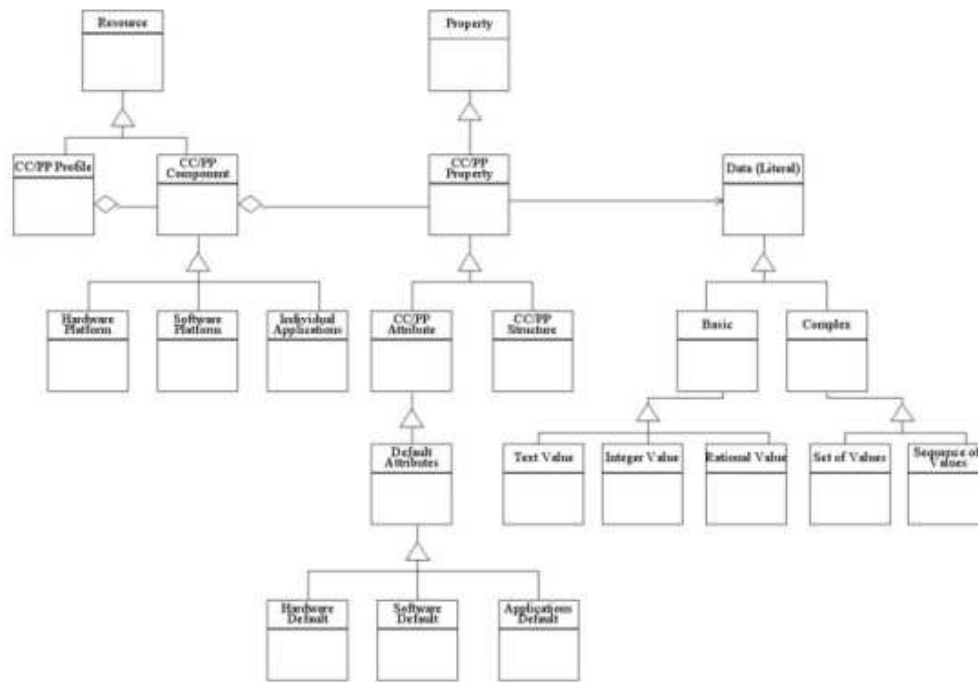 Resource
Property
CC/PP Profile
CC/PP
Component
CC/PP
Property
Data (Literal)
Hardware
Platform
Software
Platform
Individual
Applications
CC/PP
Attribute
CC/PP
Structure
Basic
Complex
Default
Attributes
Text Value
Integer Value
Rational Value
Set of Values
Sequence of
Values
Hardware
Default
Software
Default
Applications
Default